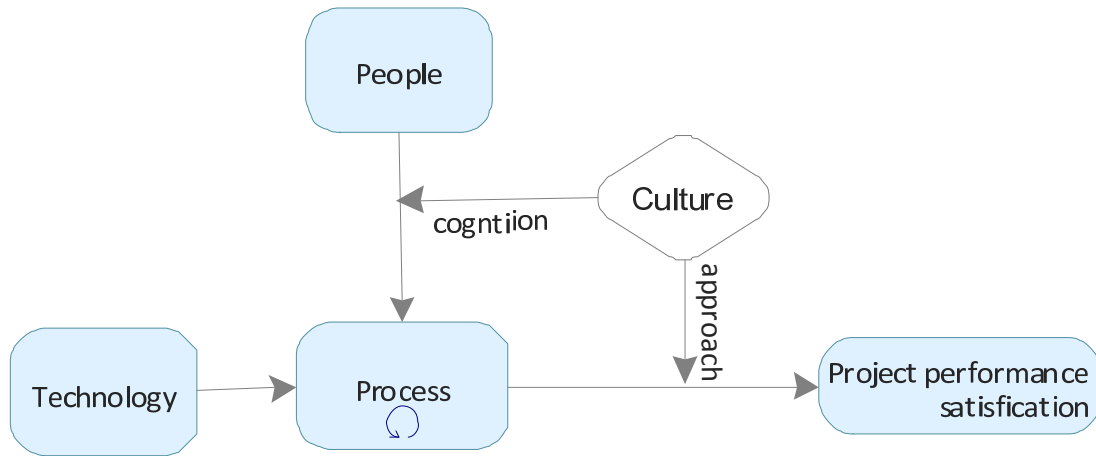 People
Culture
cogntiion
approach
Technology
Process
Project performance
satisfication